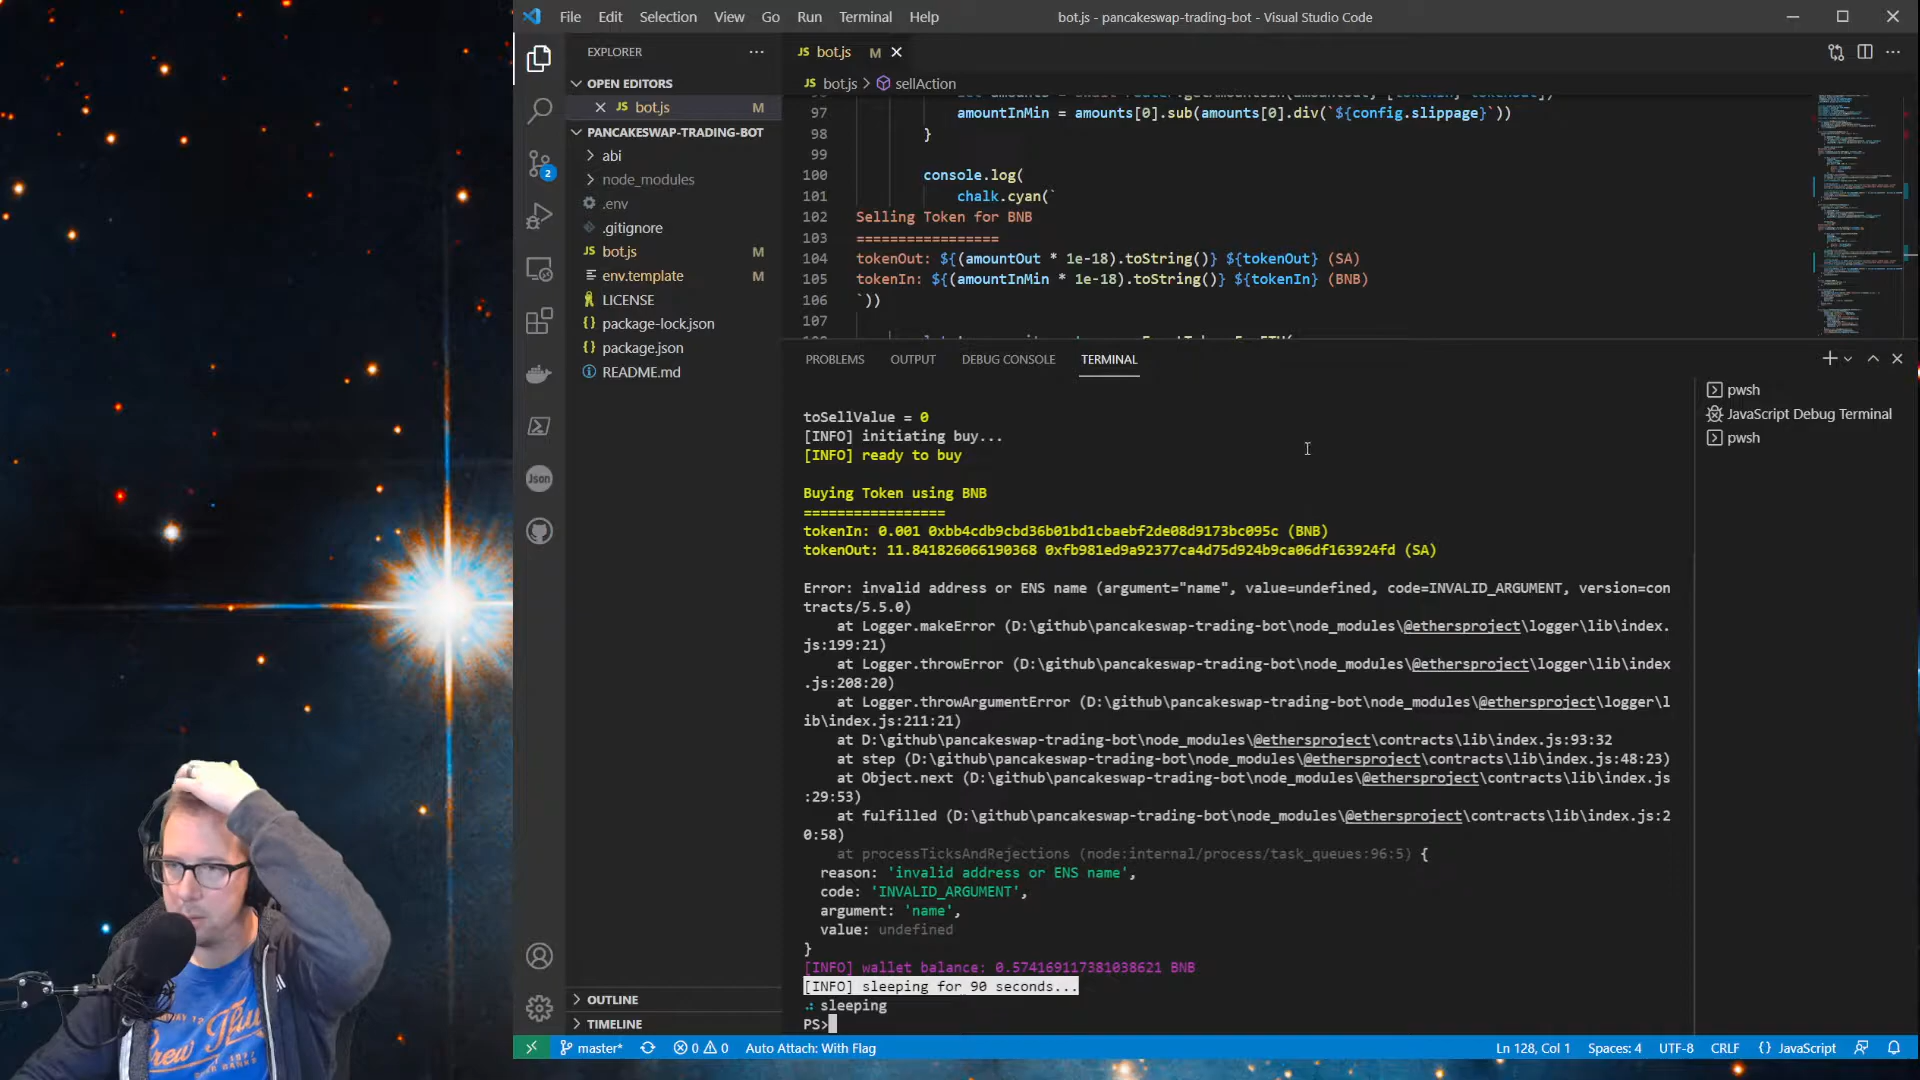 File Edit Selection View Go Run Terminal Help
bot.js - pancakeswap-trading-bot - Visual Studio Code
EXPLORER
OPEN EDITORS
JS bot.js M
PANCAKESWAP-TRADING-BOT
abi
node_modules
.env
.gitignore
JS bot.js M
env.template M
LICENSE
{} package-lock.json
{} package.json
README.md
OUTLINE
TIMELINE
2
Json
JS bot.js M
JS bot.js > sellAction
97 amountInMin = amounts[0].sub(amounts[0].div(`${config.slippage}`))
98 }
99
100 console.log(
101 chalk.cyan(`
102 Selling Token for BNB
103 =================
104 tokenOut: ${(amountOut * 1e-18).toString()} ${tokenOut} (SA)
105 tokenIn: ${(amountInMin * 1e-18).toString()} ${tokenIn} (BNB)
106 `))
107
PROBLEMS OUTPUT DEBUG CONSOLE TERMINAL
toSellValue = 0
[INFO] initiating buy...
[INFO] ready to buy
Buying Token using BNB
=================
tokenIn: 0.001 0xbb4cdb9cbd36b01bd1cbaebf2de08d9173bc095c (BNB)
tokenOut: 11.841826066190368 0xfb981ed9a92377ca4d75d924b9ca06df163924fd (SA)
Error: invalid address or ENS name (argument="name", value=undefined, code=INVALID_ARGUMENT, version=con
tracts/5.5.0)
at Logger.makeError (D:\github\pancakeswap-trading-bot\node_modules\@ethersproject\logger\lib\index.
js:199:21)
at Logger.throwError (D:\github\pancakeswap-trading-bot\node_modules\@ethersproject\logger\lib\index
.js:208:20)
at Logger.throwArgumentError (D:\github\pancakeswap-trading-bot\node_modules\@ethersproject\logger\l
ib\index.js:211:21)
at D:\github\pancakeswap-trading-bot\node_modules\@ethersproject\contracts\lib\index.js:93:32
at step (D:\github\pancakeswap-trading-bot\node_modules\@ethersproject\contracts\lib\index.js:48:23)
at Object.next (D:\github\pancakeswap-trading-bot\node_modules\@ethersproject\contracts\lib\index.js
:29:53)
at fulfilled (D:\github\pancakeswap-trading-bot\node_modules\@ethersproject\contracts\lib\index.js:2
0:58)
at processTicksAndRejections (node:internal/process/task_queues:96:5) {
reason: 'invalid address or ENS name',
code: 'INVALID_ARGUMENT',
argument: 'name',
value: undefined
}
[INFO] wallet balance: 0.574169117381038621 BNB
[INFO] sleeping for 90 seconds...
sleeping
PS>
pwsh
JavaScript Debug Terminal
pwsh
master* 0 0 Auto Attach: With Flag
Ln 128, Col 1 Spaces: 4 UTF-8 CRLF {} JavaScript